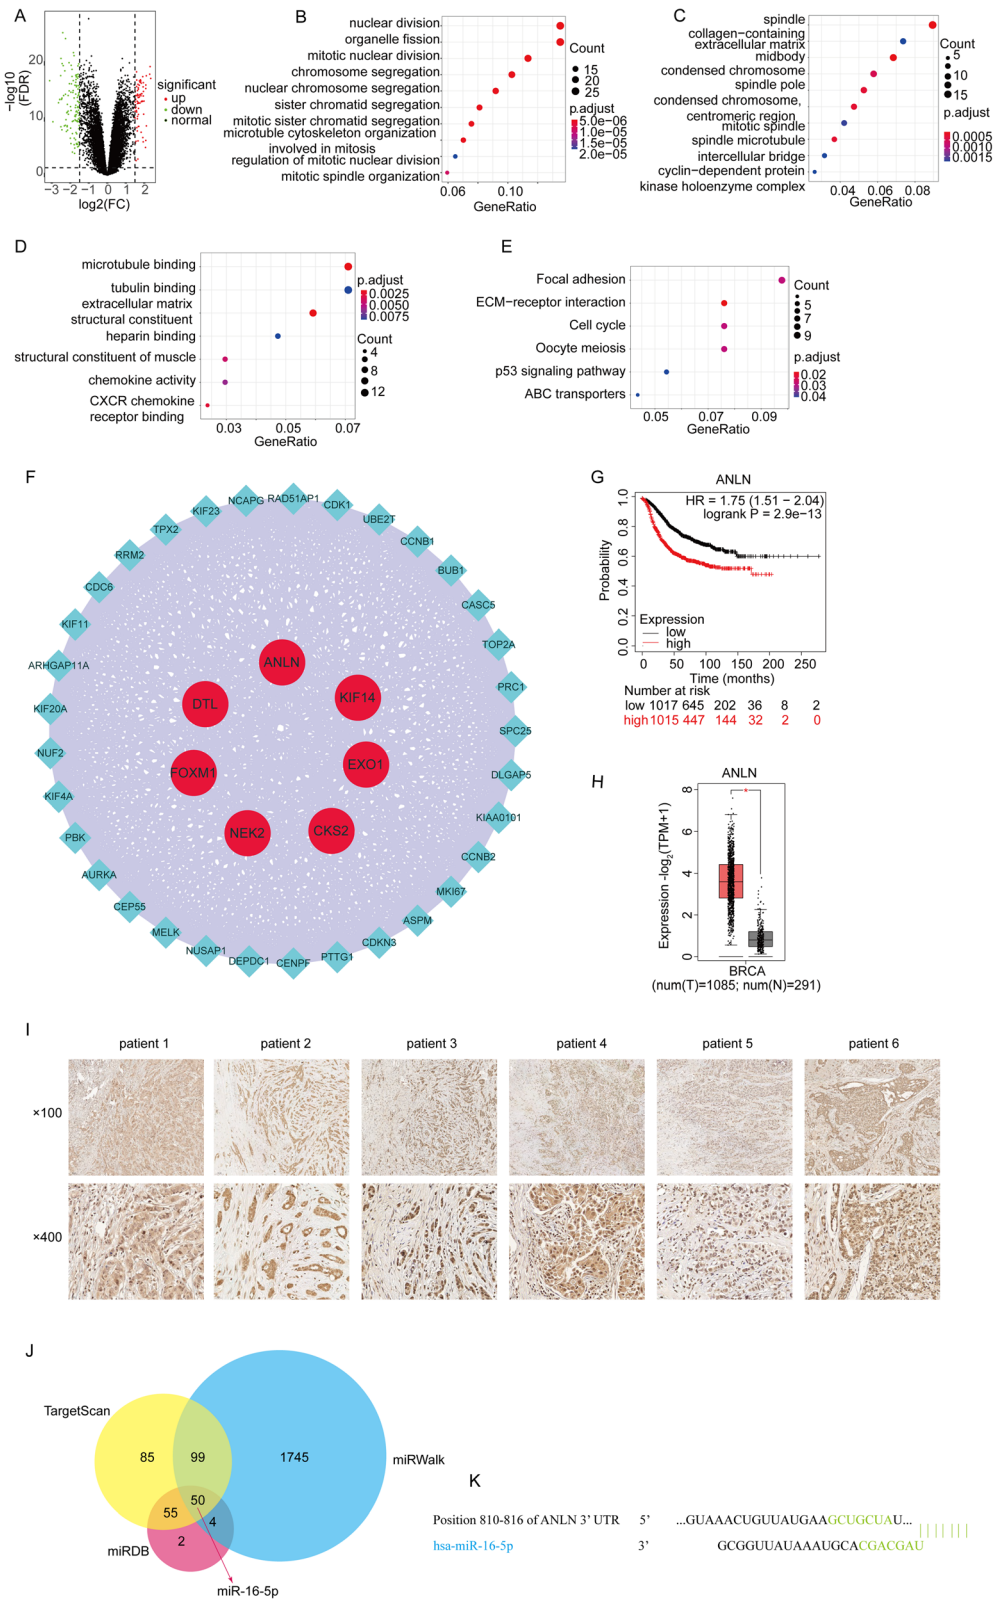 A
−log10
(FDR)
20
10
0
−3 −2 −1 0 1 2
log2(FC)
significant
up
down
normal
B
nuclear division
organelle fission
mitotic nuclear division
chromosome segregation
nuclear chromosome segregation
sister chromatid segregation
mitotic sister chromatid segregation
microtuble cytoskeleton organization
involved in mitosis
regulation of mitotic nuclear division
mitotic spindle organization
0.06 0.10
GeneRatio
Count
15
20
25
p.adjust
5.0e−06
1.0e−05
1.5e−05
2.0e−05
C
spindle
collagen−containing
extracellular matrix
midbody
condensed chromosome
spindle pole
condensed chromosome,
centromeric region
mitotic spindle
spindle microtubule
intercellular bridge
cyclin−dependent protein
kinase holoenzyme complex
0.04 0.06 0.08
GeneRatio
Count
5
10
15
p.adjust
0.0005
0.0010
0.0015
D
microtubule binding
tubulin binding
extracellular matrix
structural constituent
heparin binding
structural constituent of muscle
chemokine activity
CXCR chemokine
receptor binding
0.03 0.05 0.07
GeneRatio
p.adjust
0.0025
0.0050
0.0075
Count
4
8
12
E
Focal adhesion
ECM−receptor interaction
Cell cycle
Oocyte meiosis
p53 signaling pathway
ABC transporters
0.05 0.07 0.09
GeneRatio
Count
5
7
9
p.adjust
0.02
0.03
0.04
F
NCAPG
RAD51AP1
CDK1
KIF23
UBE2T
TPX2
CCNB1
RRM2
BUB1
CDC6
CASC5
KIF11
TOP2A
ARHGAP11A
PRC1
KIF20A
SPC25
NUF2
DLGAP5
KIF4A
KIAA0101
PBK
CCNB2
AURKA
MKI67
CEP55
ASPM
MELK
CDKN3
NUSAP1
PTTG1
DEPDC1
CENPF
ANLN
DTL
KIF14
FOXM1
EXO1
NEK2
CKS2
G
ANLN
HR = 1.75 (1.51 − 2.04)
logrank P = 2.9e−13
Probability
1.0
0.8
0.6
0.4
0.2
0.0
Expression
low
high
0 50 100 150 200 250
Time (months)
Number at risk
low 1017 645 202 36 8 2
high 1015 447 144 32 2 0
H
ANLN
*
Expression -log2(TPM+1)
8
6
4
2
0
BRCA
(num(T)=1085; num(N)=291)
I
patient 1 patient 2 patient 3 patient 4 patient 5 patient 6
×100
×400
J
TargetScan
miRWalk
miRDB
85 99 1745
50
55 4
2
miR-16-5p
K
Position 810-816 of ANLN 3’ UTR 5’ ...GUAAACUGUUAUGAAGCUGCUAU...
hsa-miR-16-5p 3’ GCGGUUAUAAAUGCACGACGAU